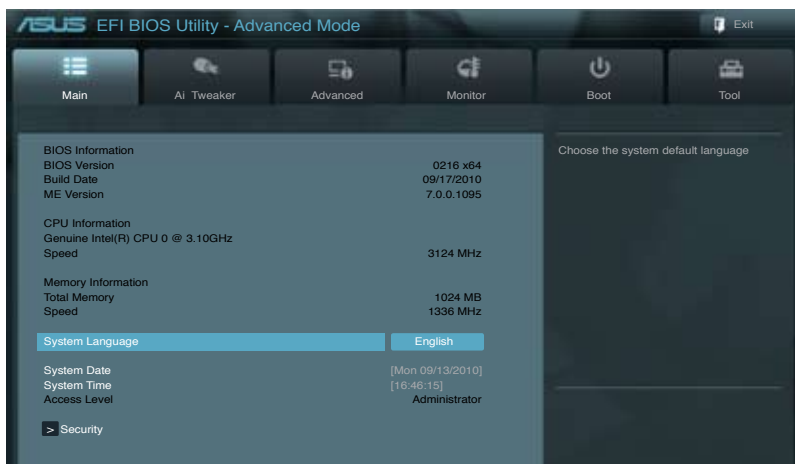 ASUS EFI BIOS Utility - Advanced Mode
Exit
Main
Ai Tweaker
Advanced
Monitor
Boot
Tool
BIOS Information
BIOS Version 0216 x64
Build Date 09/17/2010
ME Version 7.0.0.1095
CPU Information
Genuine Intel(R) CPU 0 @ 3.10GHz
Speed 3124 MHz
Memory Information
Total Memory 1024 MB
Speed 1336 MHz
System Language English
System Date [Mon 09/13/2010]
System Time [16:46:15]
Access Level Administrator
> Security
Choose the system default language